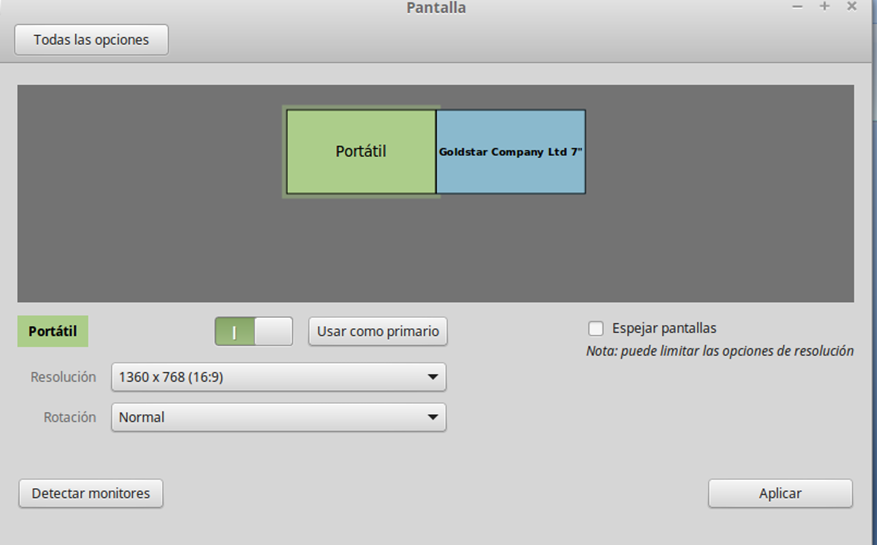 Pantalla
Todas las opciones
Portátil
Goldstar Company Ltd 7"
Portátil
Usar como primario
Espejar pantallas
Nota: puede limitar las opciones de resolución
Resolución
1360 x 768 (16:9)
Rotación
Normal
Detectar monitores
Aplicar